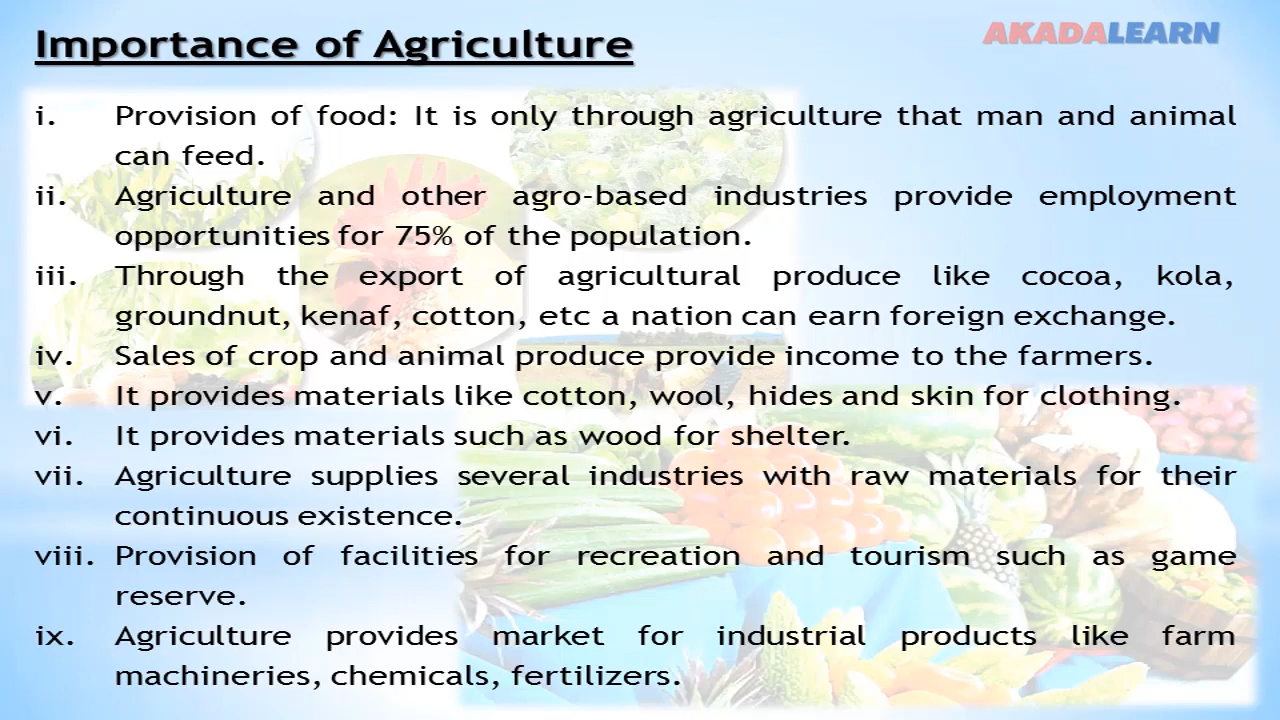 Importance of Agriculture
AKADALEARN
i. Provision of food: It is only through agriculture that man and animal
can feed.
ii. Agriculture and other agro-based industries provide employment
opportunities for 75% of the population.
iii. Through the export of agricultural produce like cocoa, kola,
groundnut, kenaf, cotton, etc a nation can earn foreign exchange.
iv. Sales of crop and animal produce provide income to the farmers.
v. It provides materials like cotton, wool, hides and skin for clothing.
vi. It provides materials such as wood for shelter.
vii. Agriculture supplies several industries with raw materials for their
continuous existence.
viii. Provision of facilities for recreation and tourism such as game
reserve.
ix. Agriculture provides market for industrial products like farm
machineries, chemicals, fertilizers.